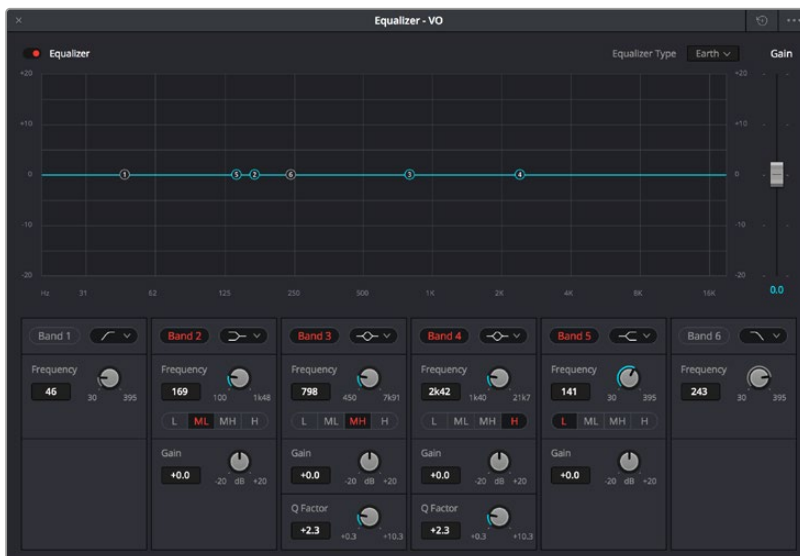 Equalizer - VO
Equalizer
Equalizer Type Earth Gain
+20 +20
+10 +10
0 1 5 2 6 3 4 0
-10 -10
-20 -20
Hz 31 62 125 250 500 1K 2K 4K 8K 16K 0.0
Band 1 Band 2 Band 3 Band 4 Band 5 Band 6
Frequency Frequency Frequency Frequency Frequency Frequency
46 30 395 169 100 1k48 798 450 7k91 2k42 1k40 21k7 141 30 395 243 30 395
L ML MH H L ML MH H L ML MH H L ML MH H
Gain Gain Gain Gain
+0.0 -20 dB +20 +0.0 -20 dB +20 +0.0 -20 dB +20 +0.0 -20 dB +20
Q Factor Q Factor
+2.3 +0.3 +10.3 +2.3 +0.3 +10.3